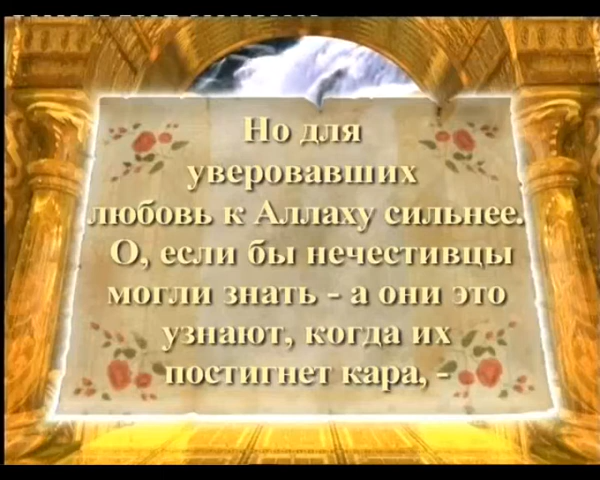 Но для
уверовавших
любовь к Аллаху сильнее.
О, если бы нечестивцы
могли знать - а они это
узнают, когда их
постигнет кара, -